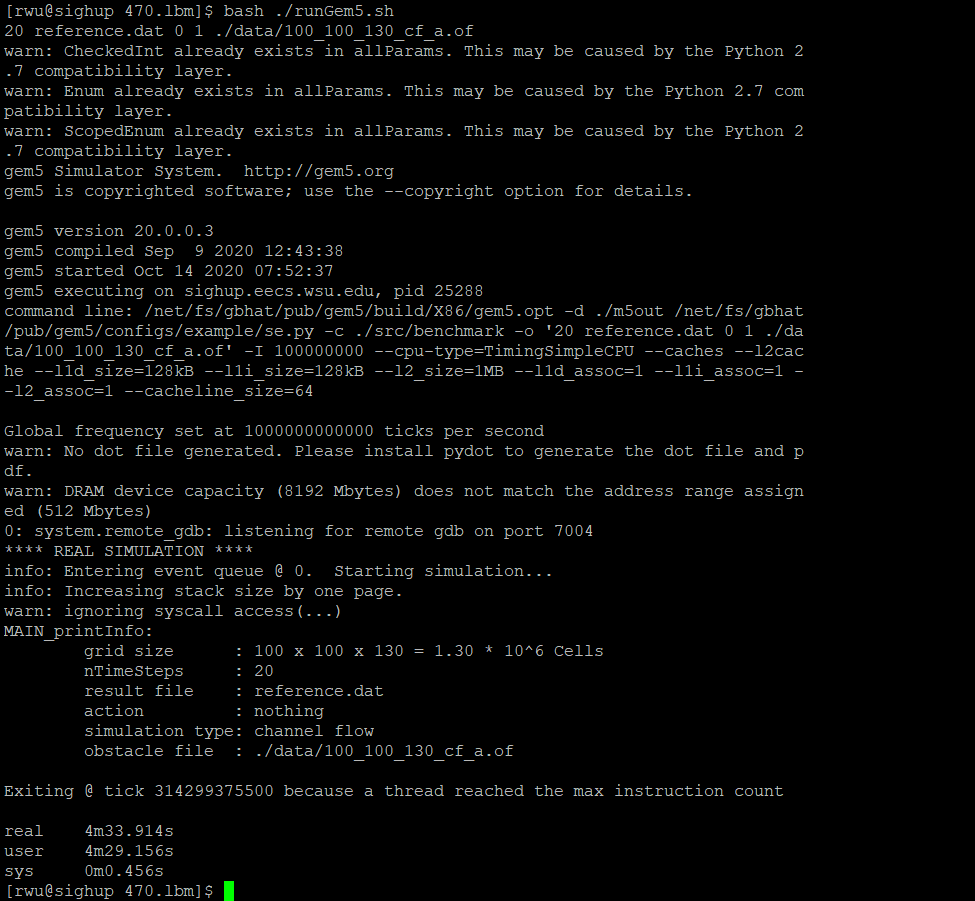 [rwu@sighup 470.lbm]$ bash ./runGem5.sh
20 reference.dat 0 1 ./data/100_100_130_cf_a.of
warn: CheckedInt already exists in allParams. This may be caused by the Python 2
.7 compatibility layer.
warn: Enum already exists in allParams. This may be caused by the Python 2.7 com
patibility layer.
warn: ScopedEnum already exists in allParams. This may be caused by the Python 2
.7 compatibility layer.
gem5 Simulator System.  http://gem5.org
gem5 is copyrighted software; use the --copyright option for details.

gem5 version 20.0.0.3
gem5 compiled Sep  9 2020 12:43:38
gem5 started Oct 14 2020 07:52:37
gem5 executing on sighup.eecs.wsu.edu, pid 25288
command line: /net/fs/gbhat/pub/gem5/build/X86/gem5.opt -d ./m5out /net/fs/gbhat
/pub/gem5/configs/example/se.py -c ./src/benchmark -o '20 reference.dat 0 1 ./da
ta/100_100_130_cf_a.of' -I 100000000 --cpu-type=TimingSimpleCPU --caches --l2cac
he --l1d_size=128kB --l1i_size=128kB --l2_size=1MB --l1d_assoc=1 --l1i_assoc=1 -
-l2_assoc=1 --cacheline_size=64

Global frequency set at 1000000000000 ticks per second
warn: No dot file generated. Please install pydot to generate the dot file and p
df.
warn: DRAM device capacity (8192 Mbytes) does not match the address range assign
ed (512 Mbytes)
0: system.remote_gdb: listening for remote gdb on port 7004
**** REAL SIMULATION ****
info: Entering event queue @ 0.  Starting simulation...
info: Increasing stack size by one page.
warn: ignoring syscall access(...)
MAIN_printInfo:
        grid size      : 100 x 100 x 130 = 1.30 * 10^6 Cells
        nTimeSteps     : 20
        result file    : reference.dat
        action         : nothing
        simulation type: channel flow
        obstacle file  : ./data/100_100_130_cf_a.of

Exiting @ tick 314299375500 because a thread reached the max instruction count

real    4m33.914s
user    4m29.156s
sys     0m0.456s
[rwu@sighup 470.lbm]$